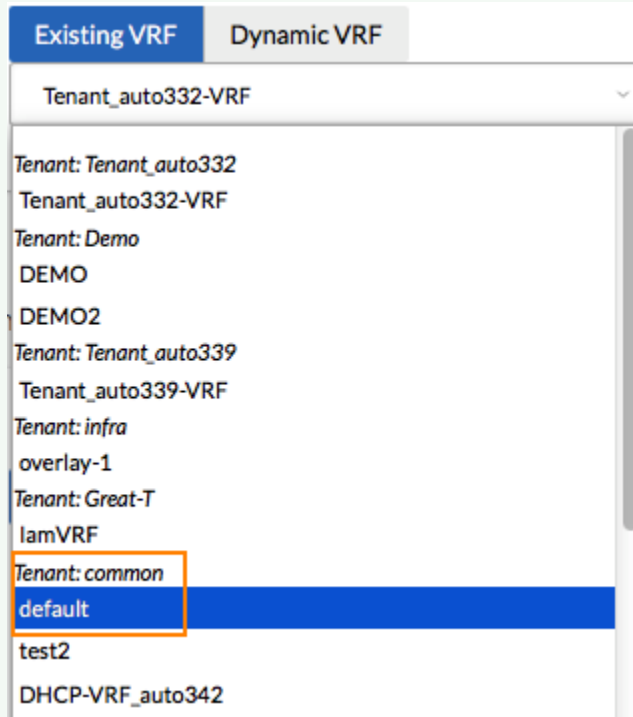 Existing VRF Dynamic VRF
Tenant_auto332-VRF
Tenant: Tenant_auto332
Tenant_auto332-VRF
Tenant: Demo
DEMO
DEMO2
Tenant: Tenant_auto339
Tenant_auto339-VRF
Tenant: infra
overlay-1
Tenant: Great-T
IamVRF
Tenant: common
default
test2
DHCP-VRF_auto342